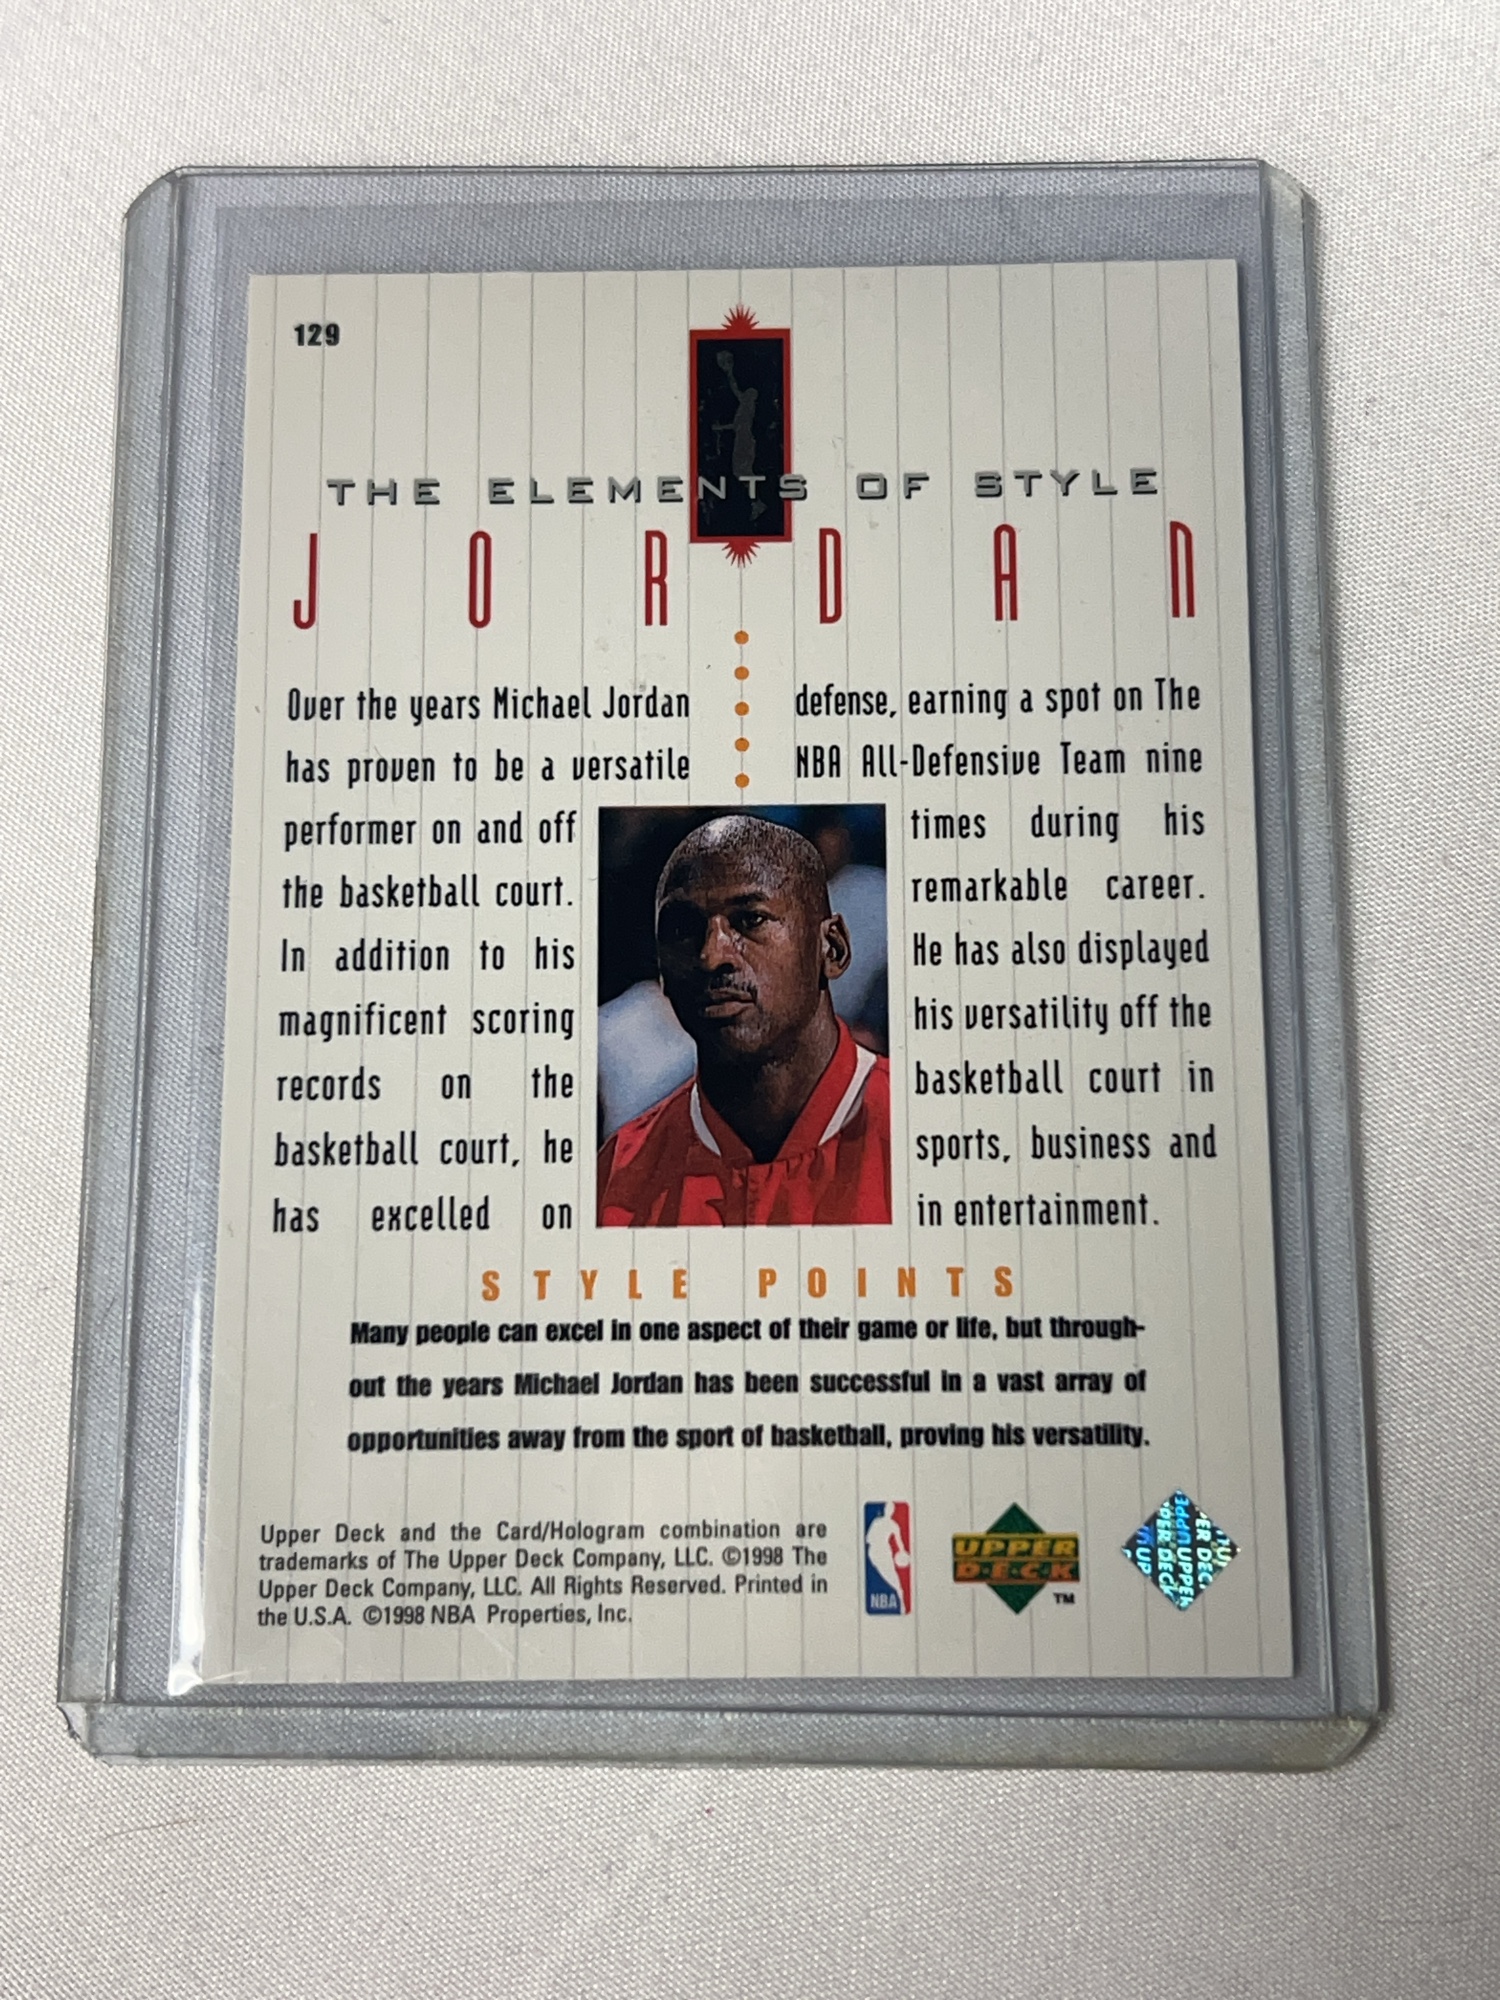 129
THE ELEMENTS OF STYLE
JORDAN
Over the years Michael Jordan
has proven to be a versatile
performer on and off
the basketball court.
In addition to his
magnificent scoring
records on the
basketball court, he
has excelled on
defense, earning a spot on The
NBA All-Defensive Team nine
times during his
remarkable career.
He has also displayed
his versatility off the
basketball court in
sports, business and
in entertainment.
STYLE POINTS
Many people can excel in one aspect of their game or life, but through-
out the years Michael Jordan has been successful in a vast array of
opportunities away from the sport of basketball, proving his versatility.
Upper Deck and the Card/Hologram combination are
trademarks of The Upper Deck Company, LLC. ©1998 The
Upper Deck Company, LLC. All Rights Reserved. Printed in
the U.S.A. ©1998 NBA Properties, Inc.
NBA
UPPER
D·E·C·K
TM